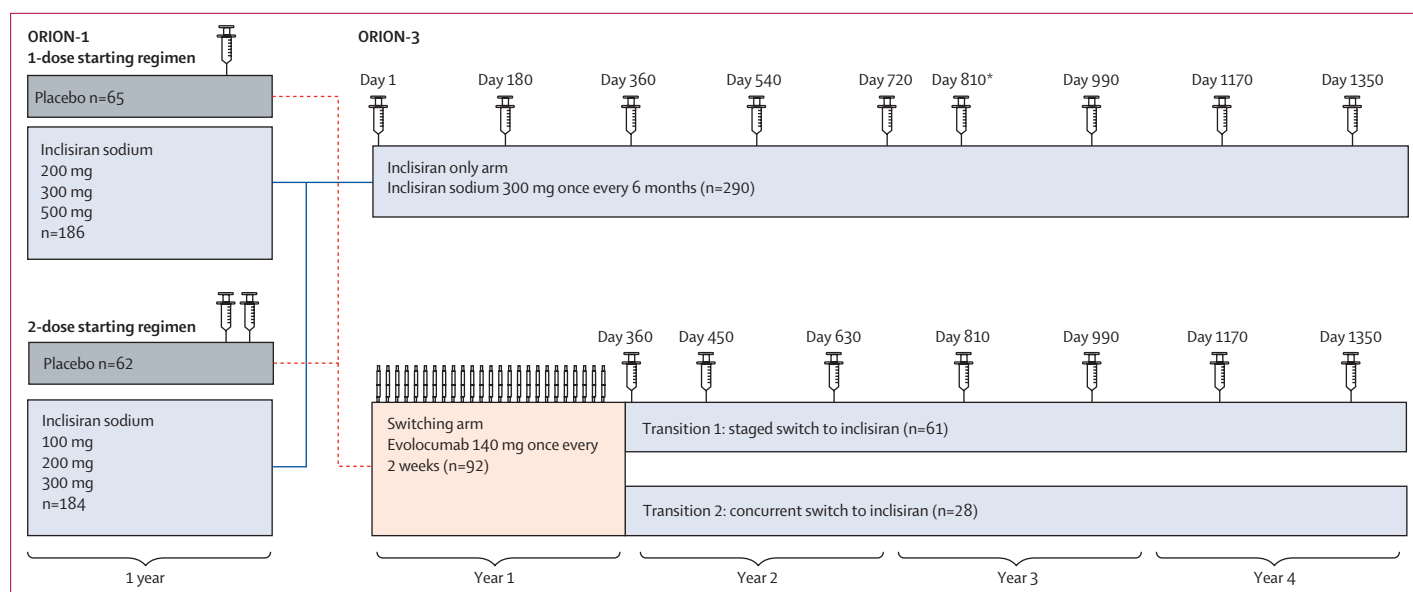 ORION-1
1-dose starting regimen
Placebo n=65
Inclisiran sodium
200 mg
300 mg
500 mg
n=186
2-dose starting regimen
Placebo n=62
Inclisiran sodium
100 mg
200 mg
300 mg
n=184
1 year
ORION-3
Day 1 Day 180 Day 360 Day 540 Day 720 Day 810* Day 990 Day 1170 Day 1350
Inclisiran only arm
Inclisiran sodium 300 mg once every 6 months (n=290)
Day 360 Day 450 Day 630 Day 810 Day 990 Day 1170 Day 1350
Switching arm
Evolocumab 140 mg once every
2 weeks (n=92)
Transition 1: staged switch to inclisiran (n=61)
Transition 2: concurrent switch to inclisiran (n=28)
Year 1 Year 2 Year 3 Year 4